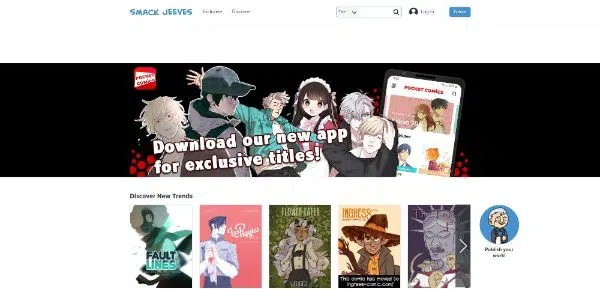 SMACK JEEVES
Discover
Title
Log In
POCKET COMICS
POCKET COMICS
Download our new app
for exclusive titles!
Discover New Trends
FAULT LINES
FLOWER EATER
INGRESS
This comic has moved to
ingress-comic.com!
Publish your
work!